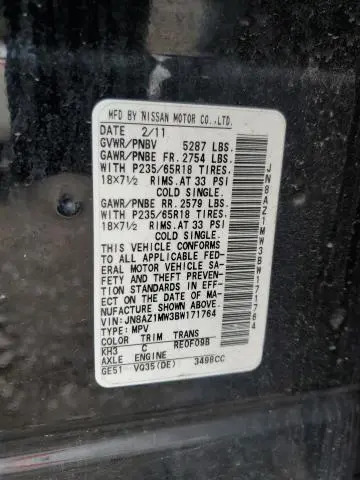 MFD BY NISSAN MOTOR CO.,LTD.
DATE 2/11
GVWR/PNBV 5287 LBS.
GAWR/PNBE FR. 2754 LBS.
WITH P235/65R18 TIRES,
18×7½ RIMS.AT 33 PSI
COLD SINGLE.
GAWR/PNBE RR. 2579 LBS.
WITH P235/65R18 TIRES,
18×7½ RIMS.AT 33 PSI
COLD SINGLE.
THIS VEHICLE CONFORMS
TO ALL APPLICABLE FED-
ERAL MOTOR VEHICLE SA-
FETY AND THEFT PREVEN-
TION STANDARDS IN EFF-
ECT ON THE DATE OF MA-
NUFACTURE SHOWN ABOVE.
VIN: JN8AZ1MW3BW171764
TYPE: MPV
COLOR TRIM TRANS
KH3 C RE0F09B
AXLE ENGINE
GE51 VQ35(DE) 3498CC
JN8AZ1MW3BW171764